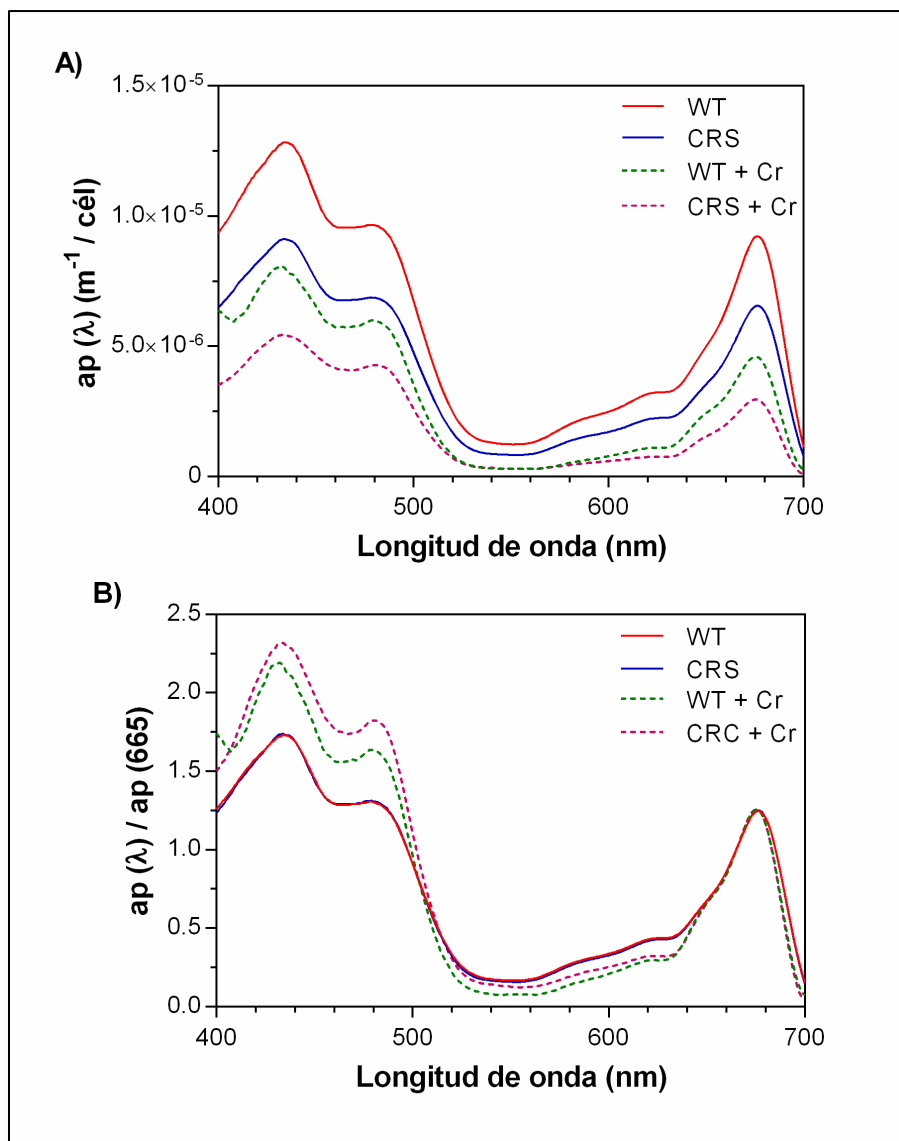 A)
1.5× 10⁻⁵
1.0× 10⁻⁵
5.0× 10⁻⁶
0
ap (λ) (m⁻¹ / cél)
WT
CRS
WT + Cr
CRS + Cr
400 500 600 700
Longitud de onda (nm)
B)
2.5
2.0
1.5
1.0
0.5
0.0
ap (λ) / ap (665)
WT
CRS
WT + Cr
CRC + Cr
400 500 600 700
Longitud de onda (nm)